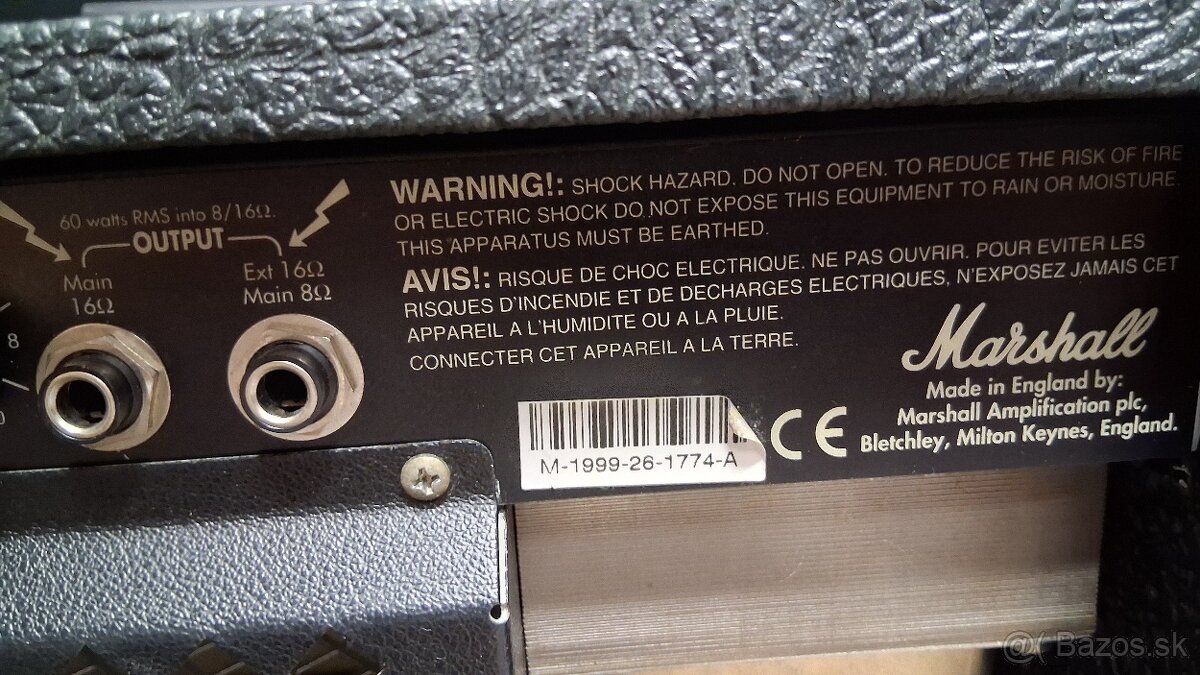 60 watts RMS into 8/16Ω.
OUTPUT
Main
16Ω
Ext 16Ω
Main 8Ω
8
WARNING!: SHOCK HAZARD. DO NOT OPEN. TO REDUCE THE RISK OF FIRE
OR ELECTRIC SHOCK DO NOT EXPOSE THIS EQUIPMENT TO RAIN OR MOISTURE.
THIS APPARATUS MUST BE EARTHED.
AVIS!: RISQUE DE CHOC ELECTRIQUE. NE PAS OUVRIR. POUR EVITER LES
RISQUES D'INCENDIE ET DE DECHARGES ELECTRIQUES, N'EXPOSEZ JAMAIS CET
APPAREIL A L'HUMIDITE OU A LA PLUIE.
CONNECTER CET APPAREIL A LA TERRE.
Marshall
Made in England by:
Marshall Amplification plc,
Bletchley, Milton Keynes, England.
CE
M-1999-26-1774-A
Bazos.sk